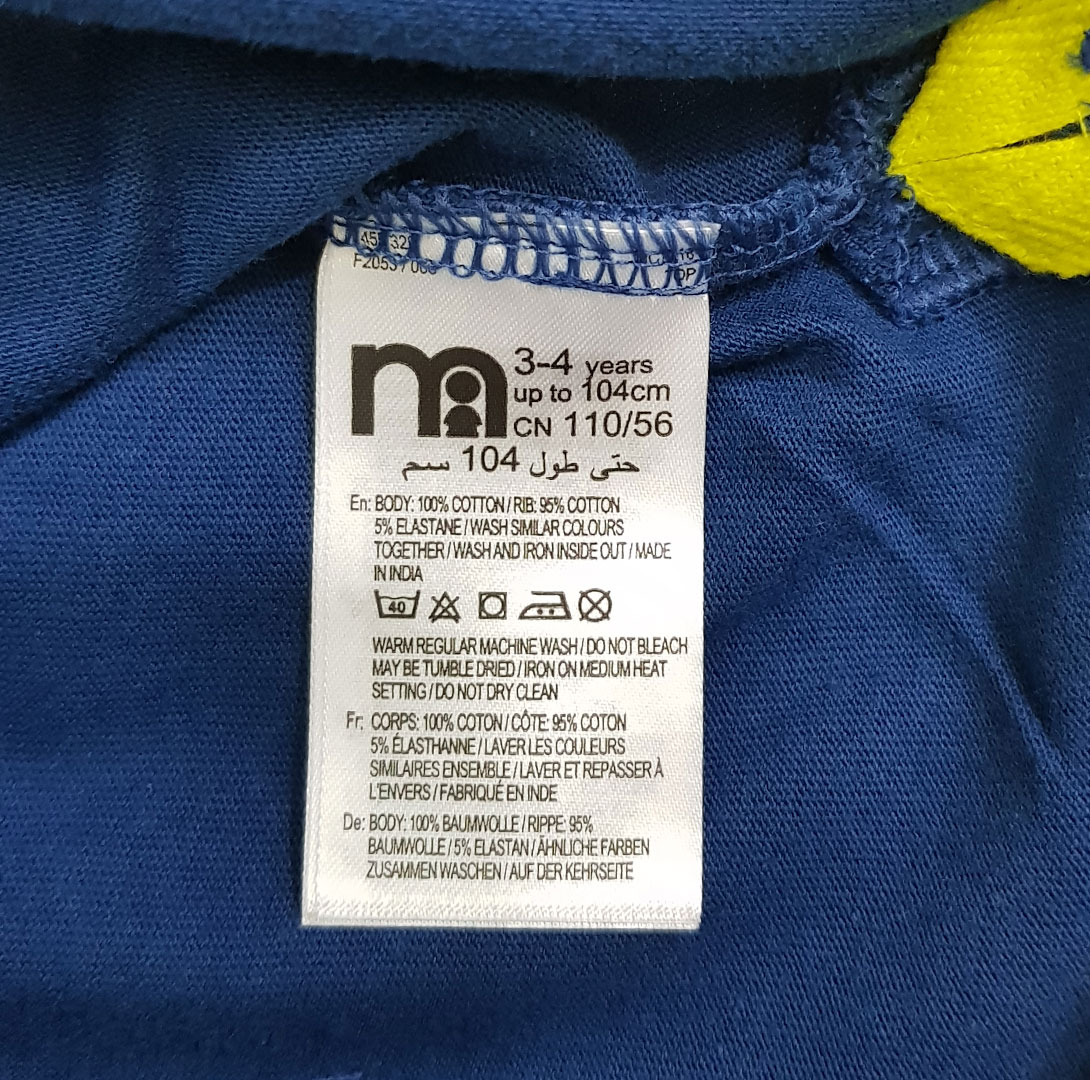 3-4 years
up to 104cm
CN 110/56
حتى طول 104 سم
En: BODY: 100% COTTON / RIB: 95% COTTON
5% ELASTANE / WASH SIMILAR COLOURS
TOGETHER / WASH AND IRON INSIDE OUT / MADE
IN INDIA
40
WARM REGULAR MACHINE WASH / DO NOT BLEACH
MAY BE TUMBLE DRIED / IRON ON MEDIUM HEAT
SETTING / DO NOT DRY CLEAN
Fr: CORPS: 100% COTON / CÔTE: 95% COTON
5% ÉLASTHANNE / LAVER LES COULEURS
SIMILAIRES ENSEMBLE / LAVER ET REPASSER À
L'ENVERS / FABRIQUÉ EN INDE
De: BODY: 100% BAUMWOLLE / RIPPE: 95%
BAUMWOLLE / 5% ELASTAN / ÄHNLICHE FARBEN
ZUSAMMEN WASCHEN / AUF DER KEHRSEITE